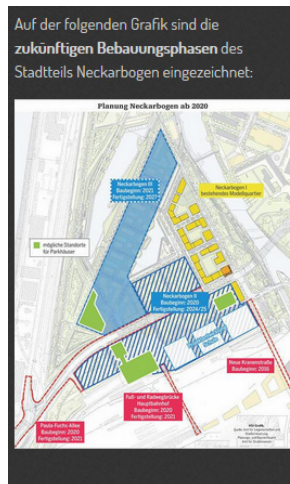 Auf der folgenden Grafik sind die
zukünftigen Bebauungsphasen des
Stadtteils Neckarbogen eingezeichnet:
Planung Neckarbogen ab 2020
Neckarbogen III
Baubeginn: 2021
Fertigstellung: 2027
Neckarbogen I
bestehendes Modellquartier
mögliche Standorte
für Parkhäuser
Neckarbogen II
Baubeginn: 2020
Fertigstellung: 2024/25
Neue Kranenstraße
Baubeginn: 2016
Fuß- und Radwegbrücke
Hauptbahnhof
Baubeginn: 2020
Fertigstellung: 2021
Paula-Fuchs-Allee
Baubeginn: 2020
Fertigstellung: 2021